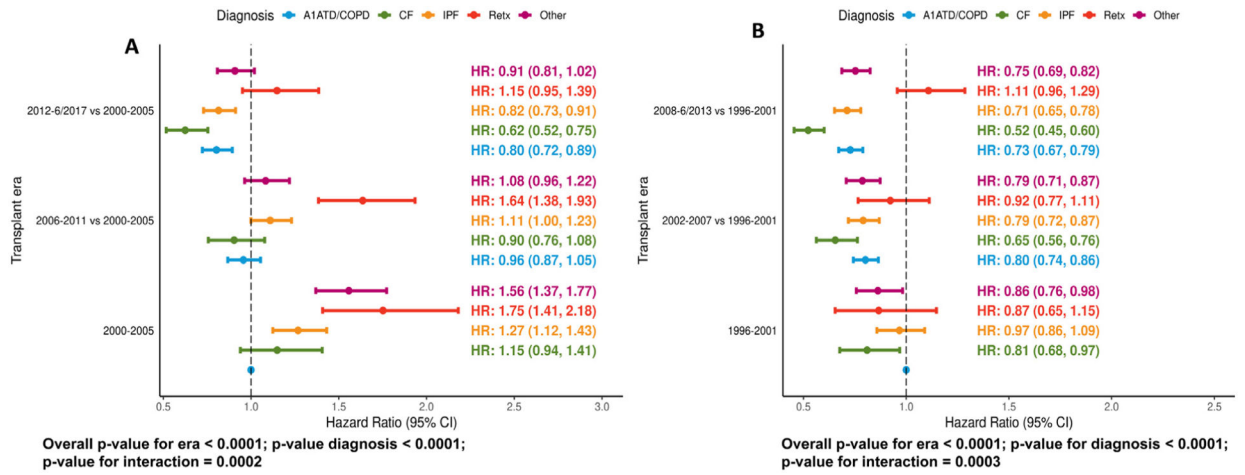 Diagnosis A1ATD/COPD CF IPF Retx Other
A
HR: 0.91 (0.81, 1.02)
HR: 1.15 (0.95, 1.39)
2012-6/2017 vs 2000-2005
HR: 0.82 (0.73, 0.91)
HR: 0.62 (0.52, 0.75)
HR: 0.80 (0.72, 0.89)
HR: 1.08 (0.96, 1.22)
HR: 1.64 (1.38, 1.93)
2006-2011 vs 2000-2005
HR: 1.11 (1.00, 1.23)
HR: 0.90 (0.76, 1.08)
HR: 0.96 (0.87, 1.05)
HR: 1.56 (1.37, 1.77)
HR: 1.75 (1.41, 2.18)
2000-2005
HR: 1.27 (1.12, 1.43)
HR: 1.15 (0.94, 1.41)
Transplant era
0.5 1.0 1.5 2.0 2.5 3.0
Hazard Ratio (95% CI)
Overall p-value for era < 0.0001; p-value diagnosis < 0.0001;
p-value for interaction = 0.0002
Diagnosis A1ATD/COPD CF IPF Retx Other
B
HR: 0.75 (0.69, 0.82)
HR: 1.11 (0.96, 1.29)
2008-6/2013 vs 1996-2001
HR: 0.71 (0.65, 0.78)
HR: 0.52 (0.45, 0.60)
HR: 0.73 (0.67, 0.79)
HR: 0.79 (0.71, 0.87)
HR: 0.92 (0.77, 1.11)
2002-2007 vs 1996-2001
HR: 0.79 (0.72, 0.87)
HR: 0.65 (0.56, 0.76)
HR: 0.80 (0.74, 0.86)
HR: 0.86 (0.76, 0.98)
HR: 0.87 (0.65, 1.15)
1996-2001
HR: 0.97 (0.86, 1.09)
HR: 0.81 (0.68, 0.97)
Transplant era
0.5 1.0 1.5 2.0 2.5
Hazard Ratio (95% CI)
Overall p-value for era < 0.0001; p-value for diagnosis < 0.0001;
p-value for interaction = 0.0003